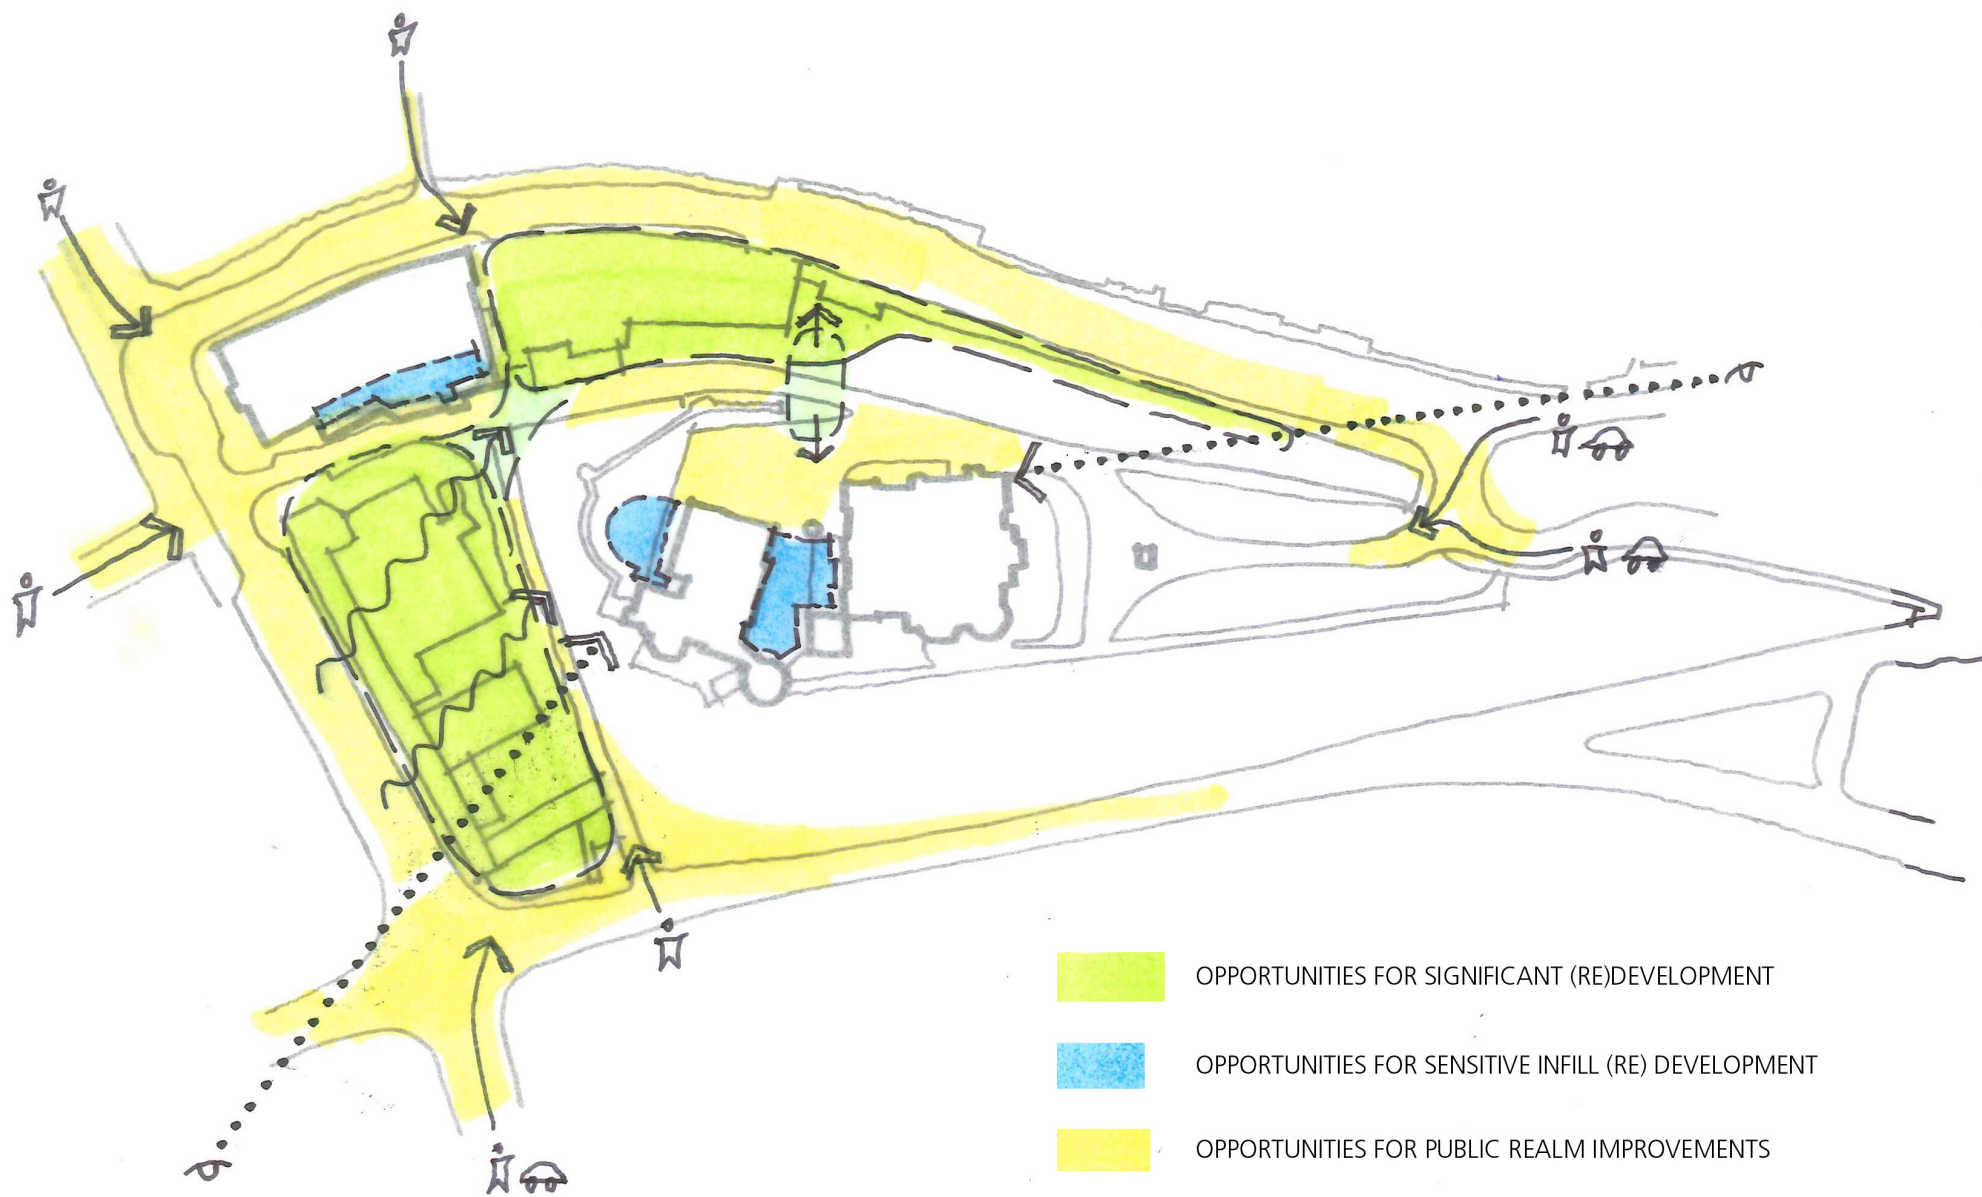 OPPORTUNITIES FOR SIGNIFICANT (RE)DEVELOPMENT
OPPORTUNITIES FOR SENSITIVE INFILL (RE) DEVELOPMENT
OPPORTUNITIES FOR PUBLIC REALM IMPROVEMENTS